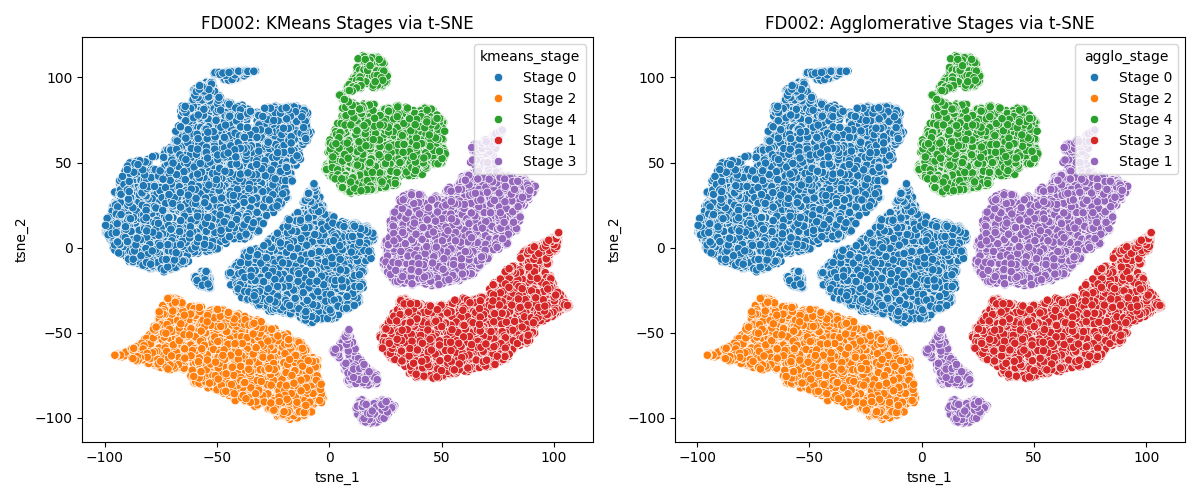 FD002: KMeans Stages via t-SNE
kmeans_stage
Stage 0
Stage 2
Stage 4
Stage 1
Stage 3
100
50
0
−50
−100
tsne_2
−100
−50
0
50
100
tsne_1
FD002: Agglomerative Stages via t-SNE
agglo_stage
Stage 0
Stage 2
Stage 4
Stage 3
Stage 1
100
50
0
−50
−100
tsne_2
−100
−50
0
50
100
tsne_1